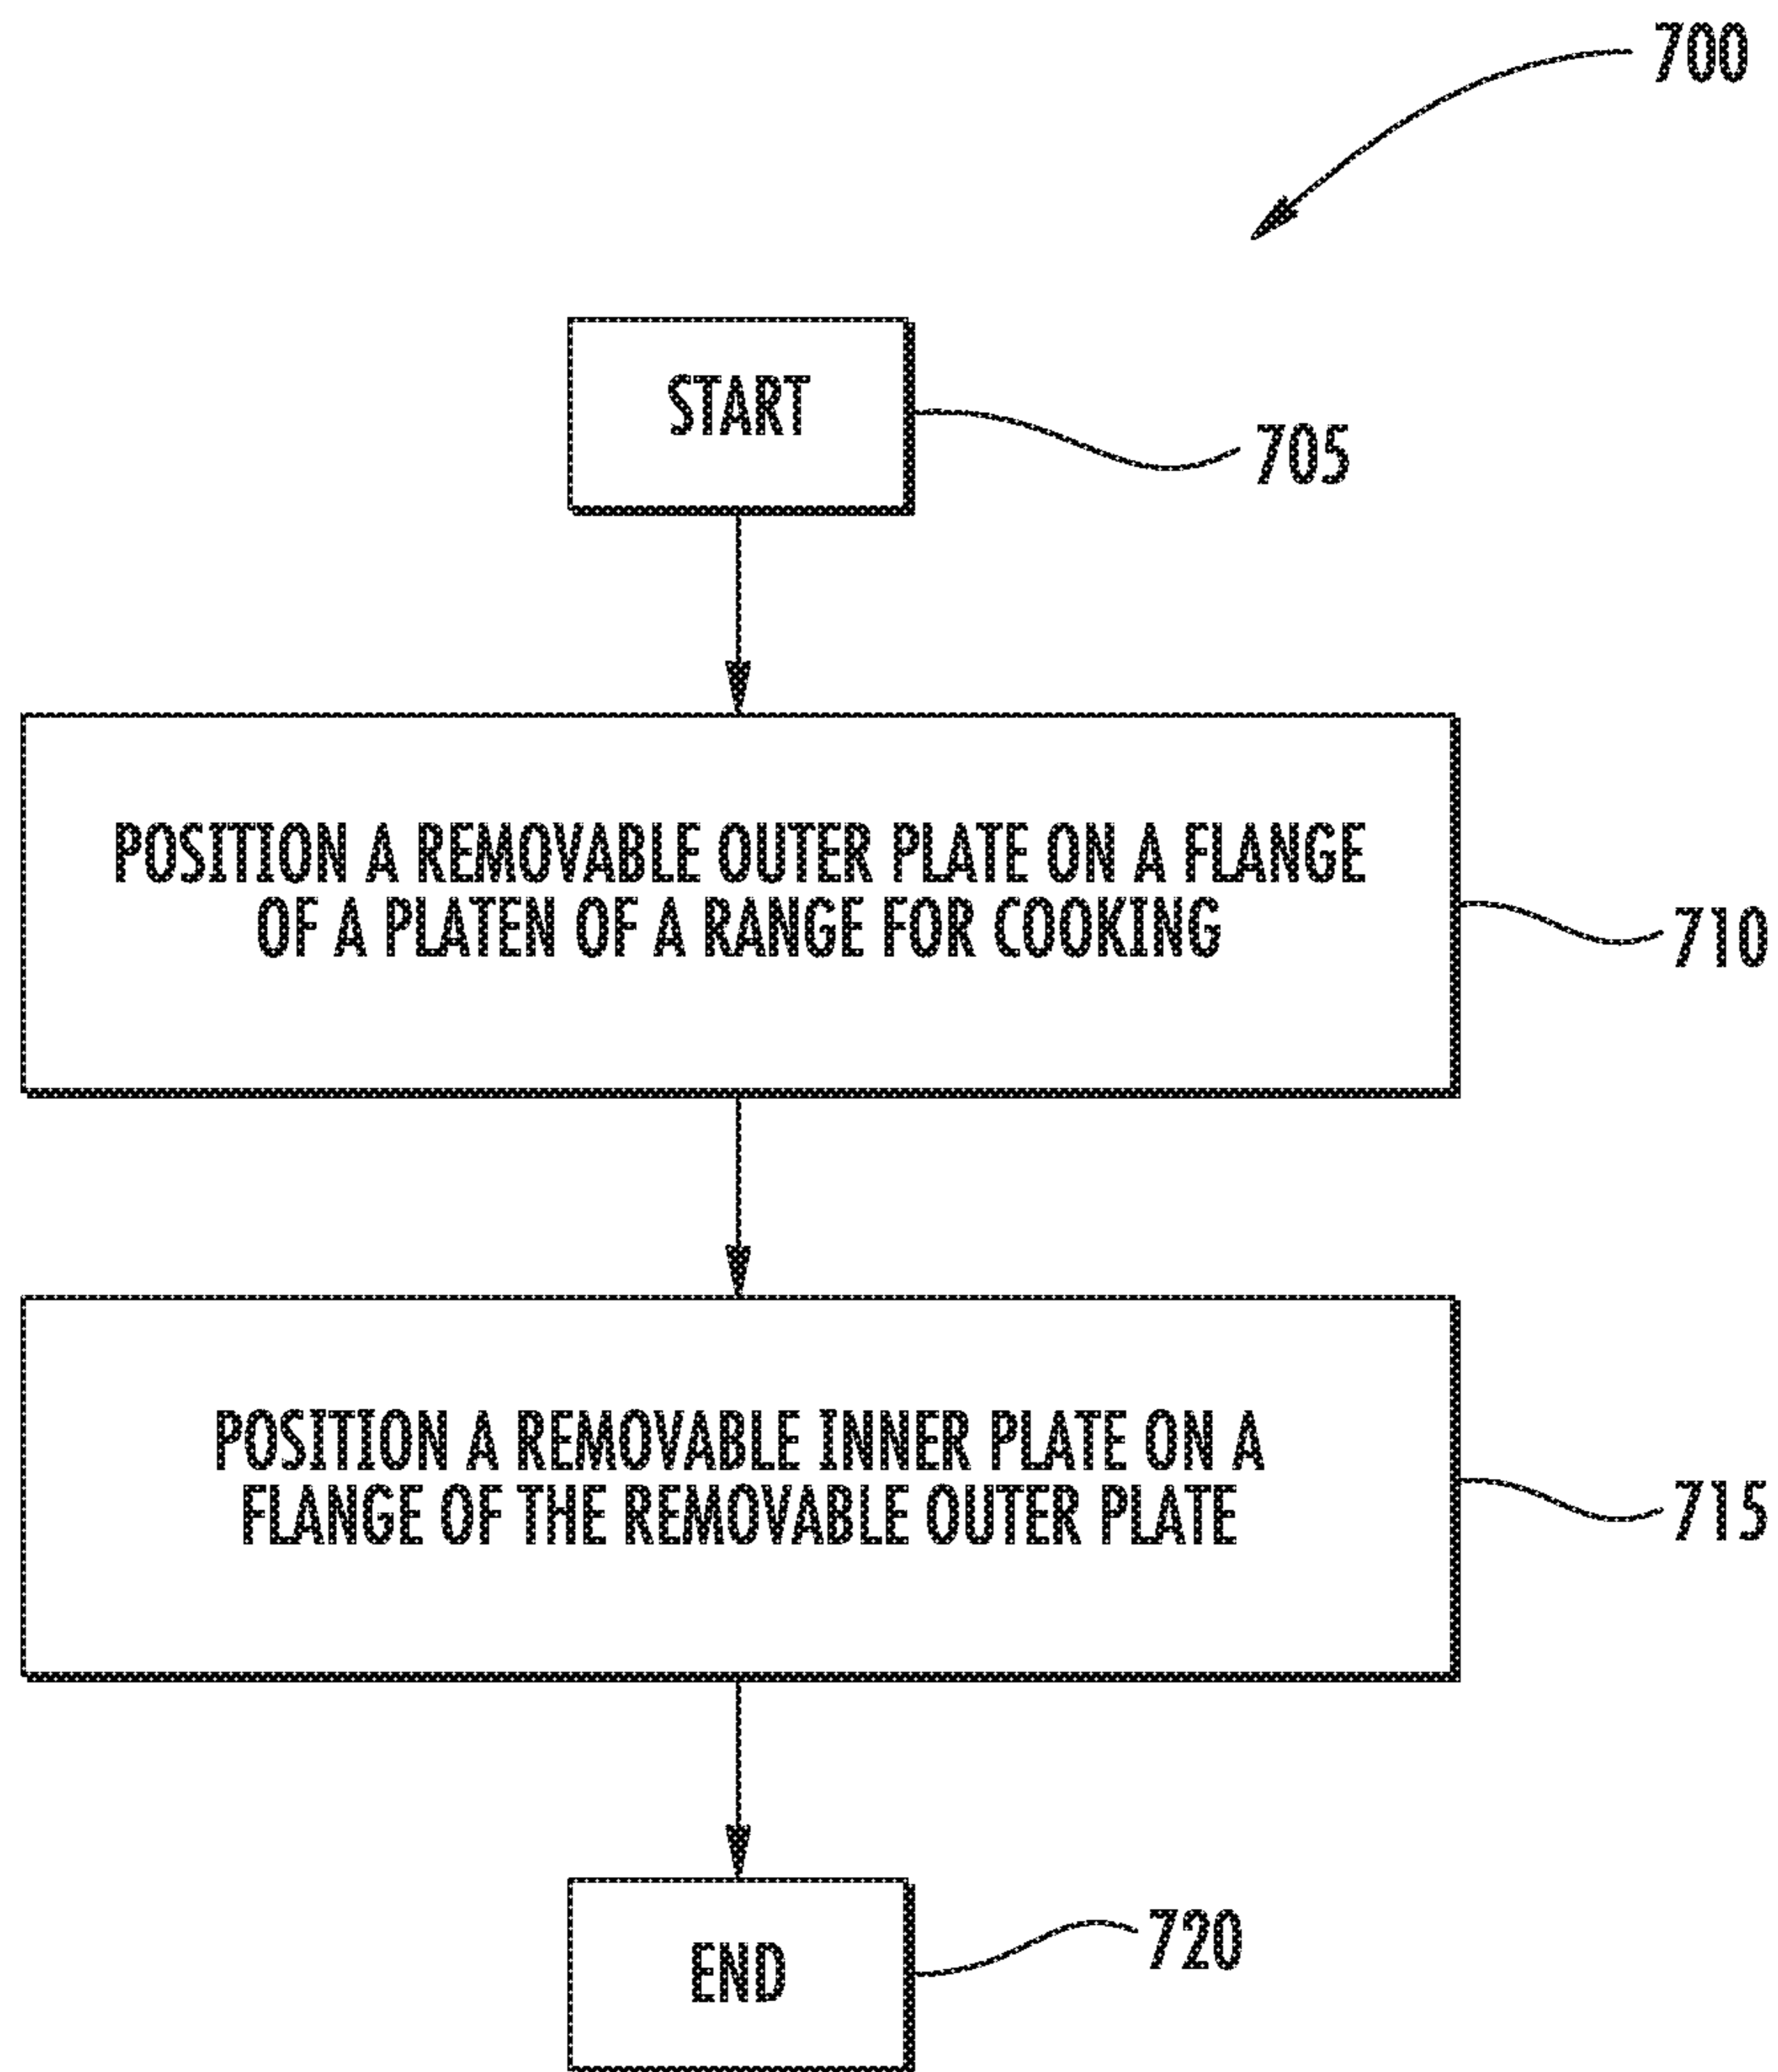 700
START
705
POSITION A REMOVABLE OUTER PLATE ON A FLANGE
OF A PLATEN OF A RANGE FOR COOKING
710
POSITION A REMOVABLE INNER PLATE ON A
FLANGE OF THE REMOVABLE OUTER PLATE
715
END
720